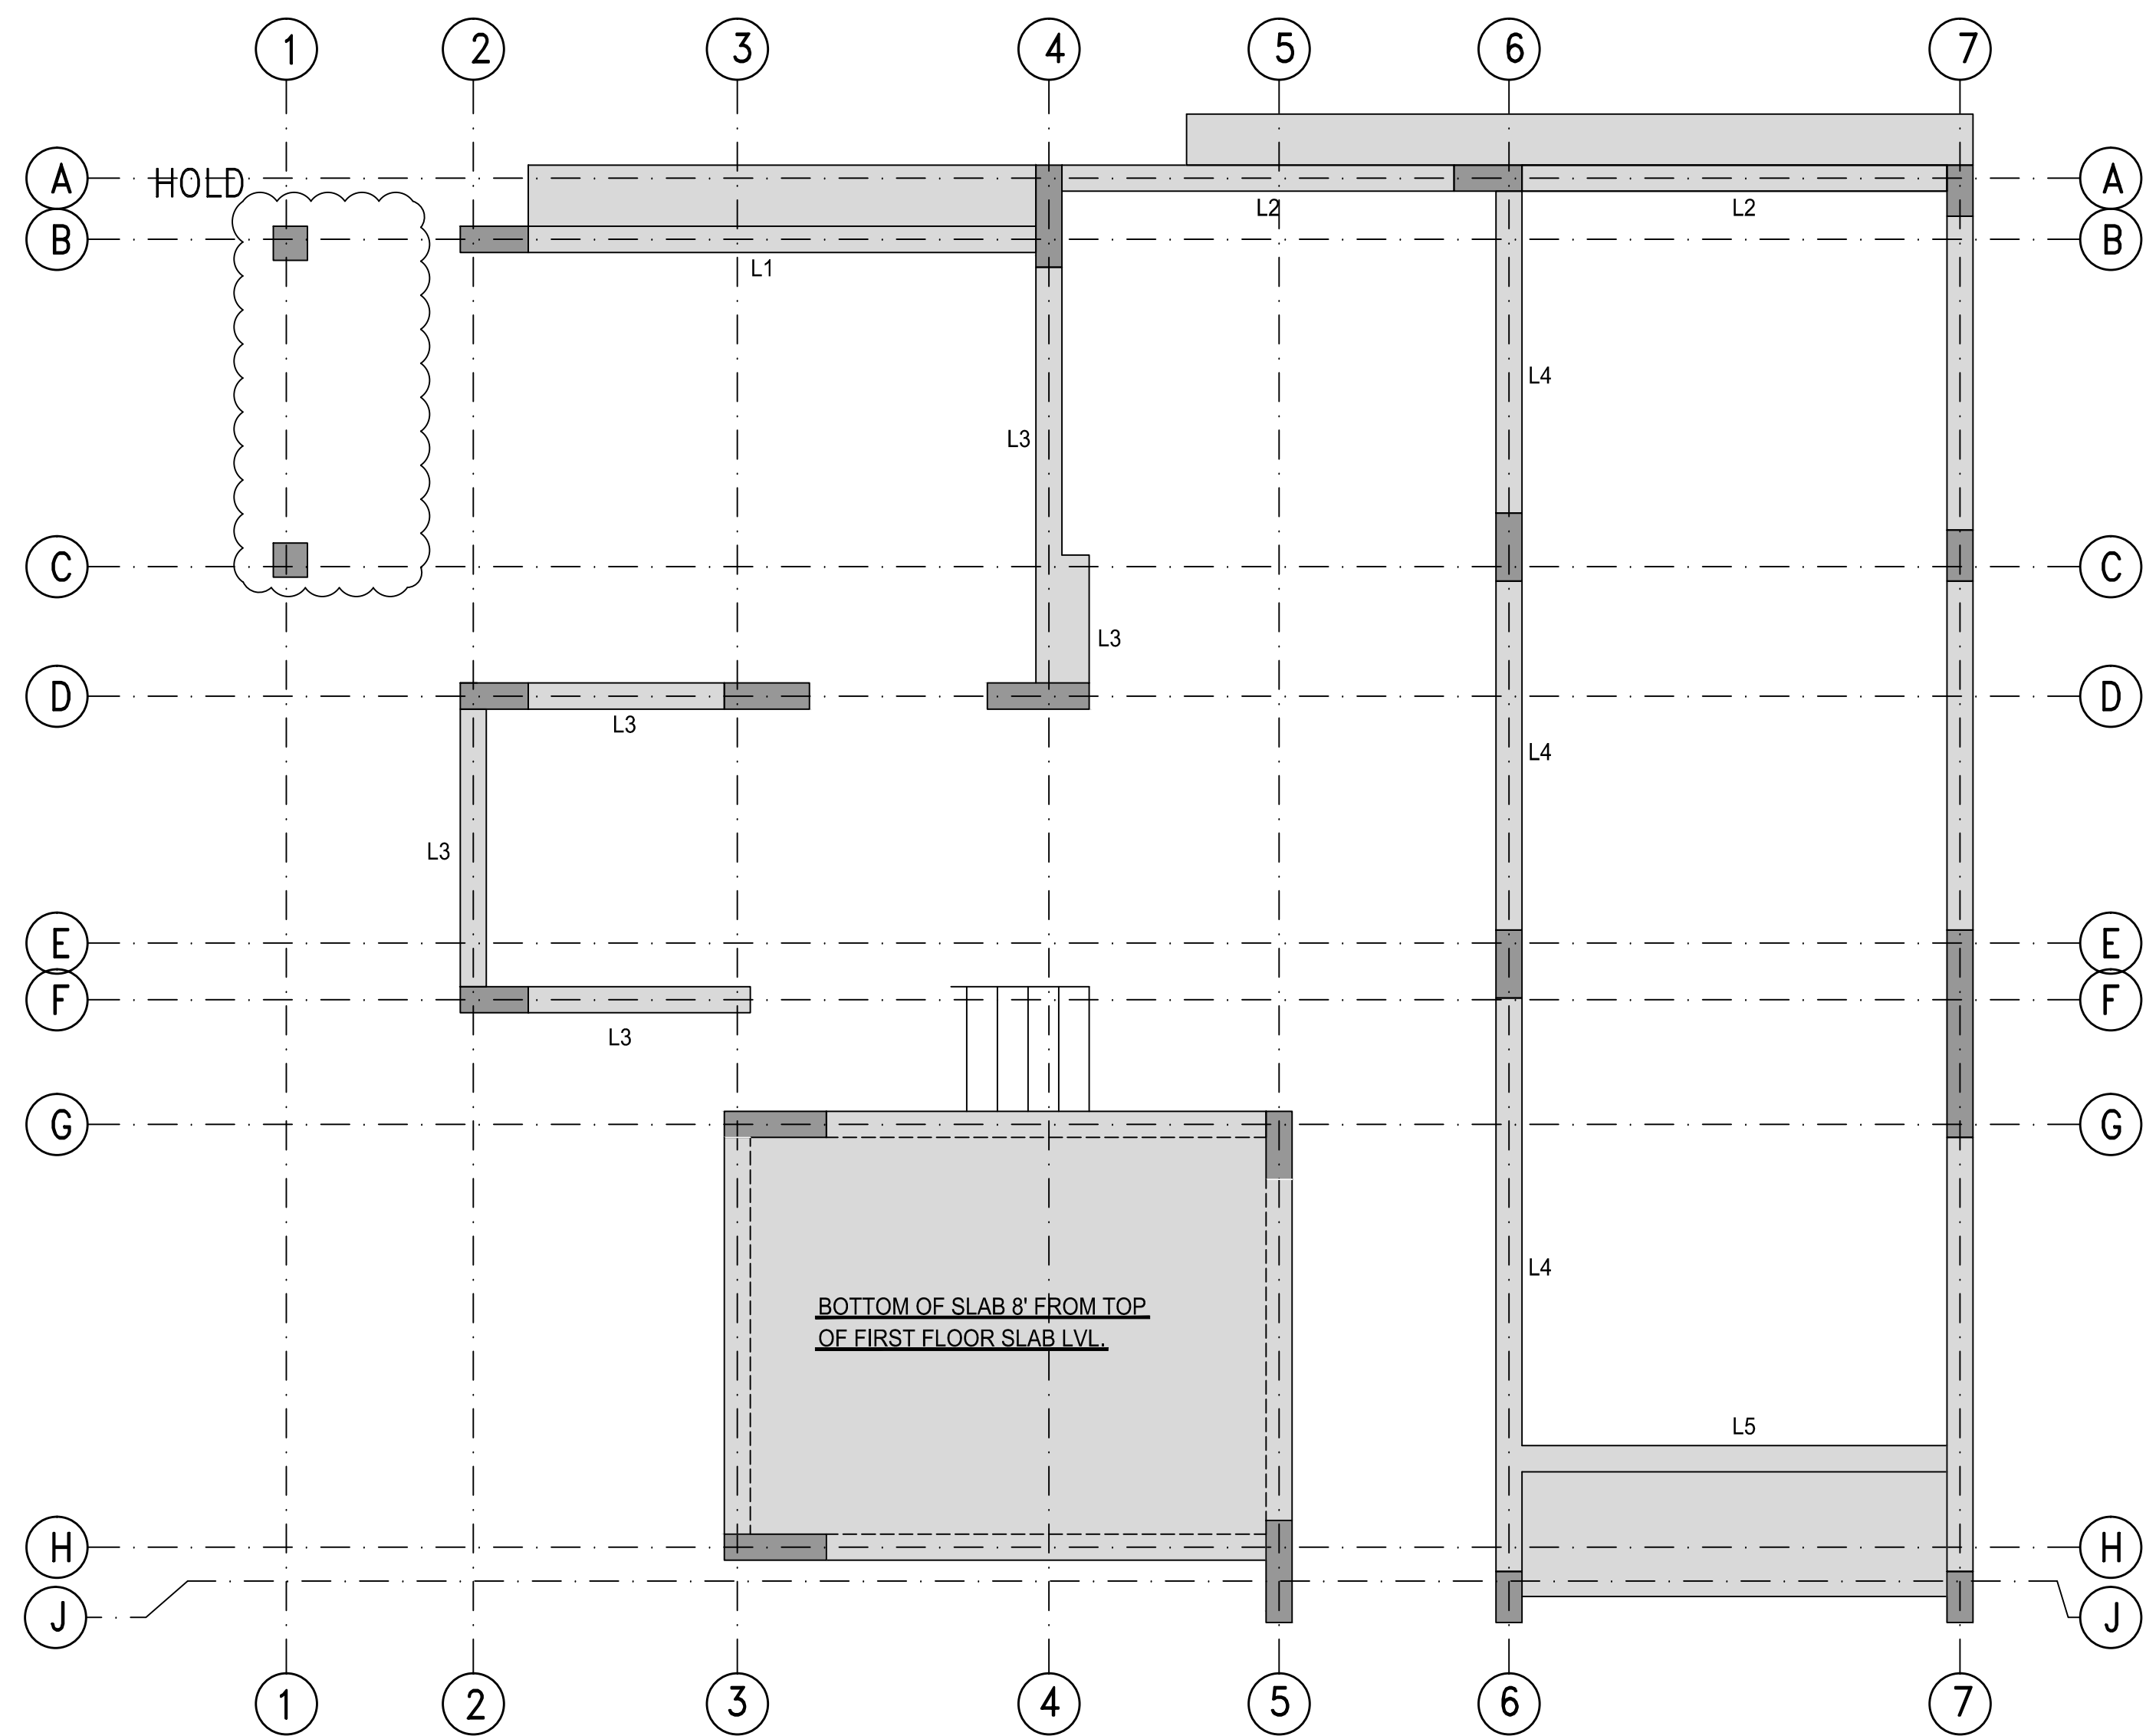 1 2 3 4 5 6 7
A HOLD A
B B
L2 L2
L1
L4
L3
C C
L3
D D
L3
L4
L3
E E
F F
L3
G G
L4
BOTTOM OF SLAB 8' FROM TOP
OF FIRST FLOOR SLAB LVL.
L5
H H
J J
1 2 3 4 5 6 7